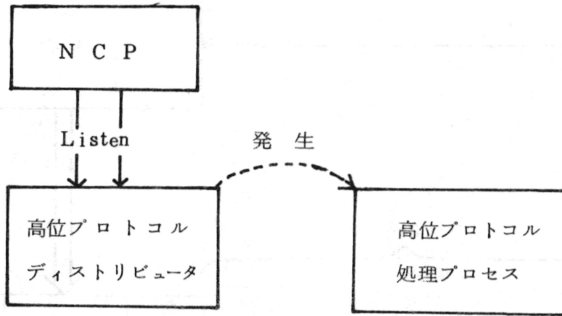 NCP
Listen
発生
高位プロトコル
ディストリビュータ
高位プロトコル
処理プロセス